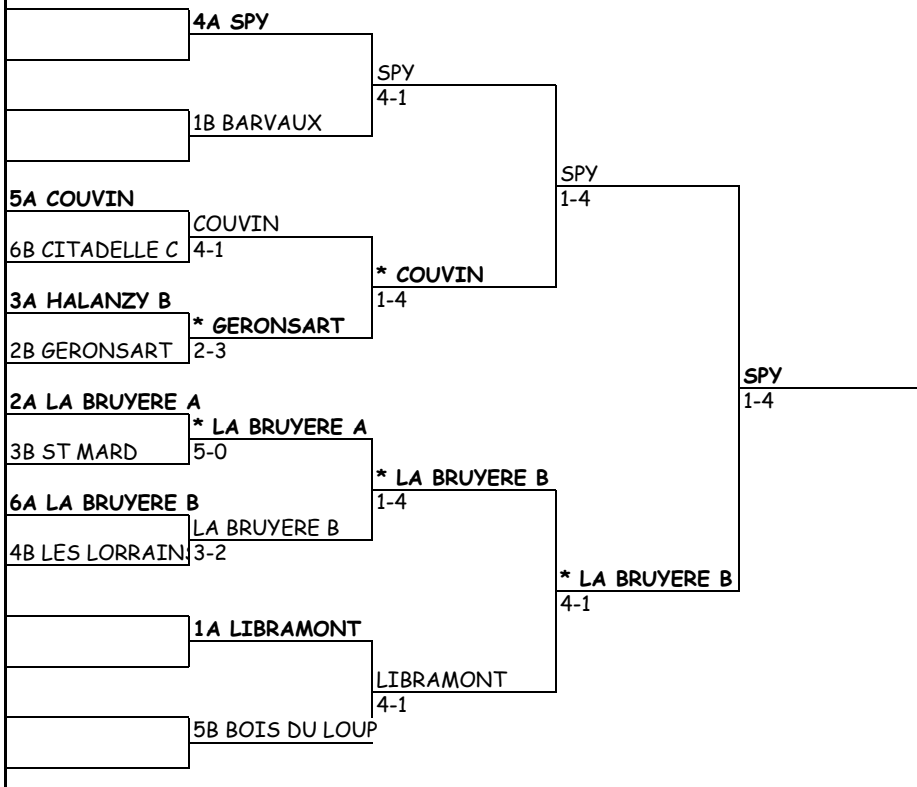 4A SPY
1B BARVAUX
5A COUVIN
6B CITADELLE C
3A HALANZY B
2B GERONSART
2A LA BRUYERE A
3B ST MARD
6A LA BRUYERE B
4B LES LORRAINS
1A LIBRAMONT
5B BOIS DU LOUP
COUVIN
4-1
* GERONSART
2-3
* LA BRUYERE A
5-0
LA BRUYERE B
3-2
SPY
4-1
* COUVIN
1-4
* LA BRUYERE B
1-4
LIBRAMONT
4-1
SPY
1-4
* LA BRUYERE B
4-1
SPY
1-4